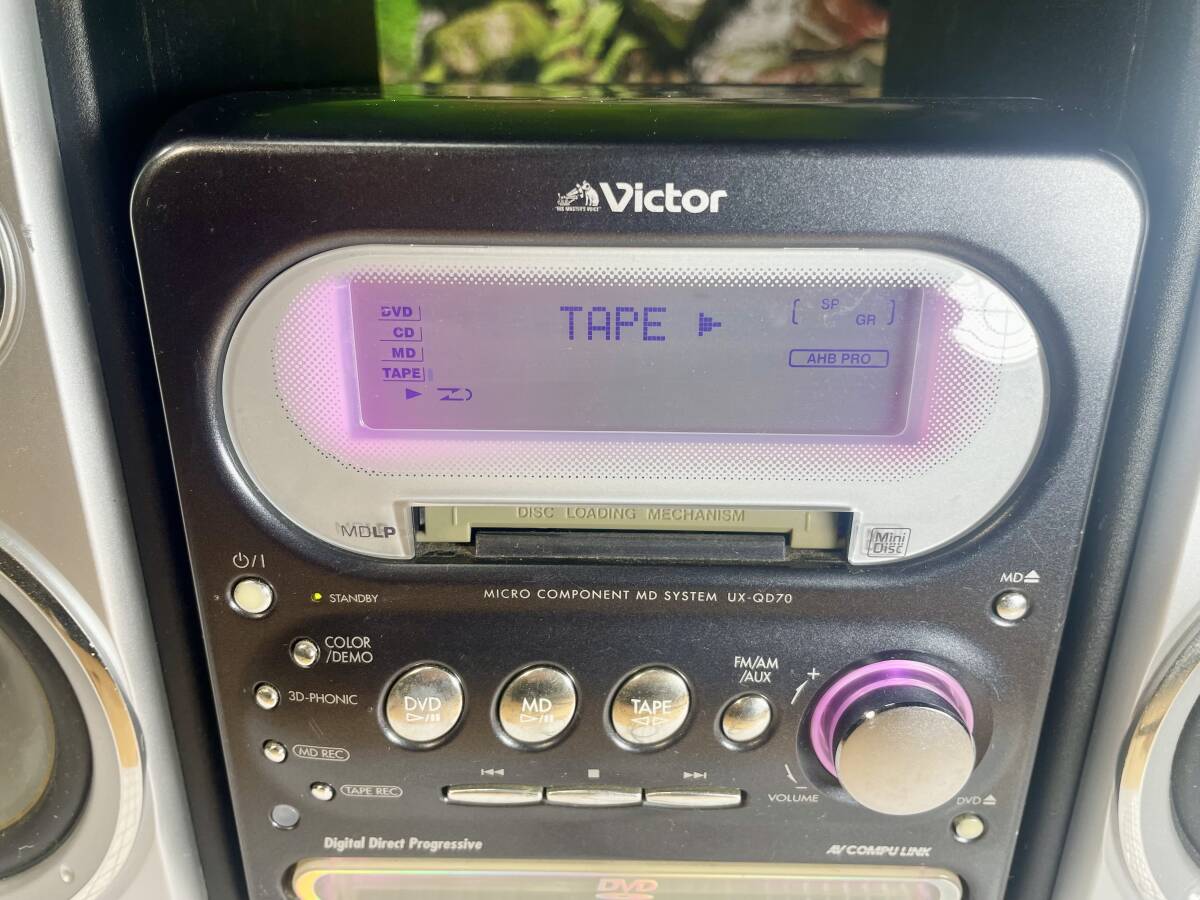 "HIS MASTER'S VOICE"
Victor
DVD
CD
MD
TAPE
TAPE
SP
GR
AHB PRO
MDLP
DISC LOADING MECHANISM
Mini Disc
MICRO COMPONENT MD SYSTEM UX-QD70
STANDBY
MD
COLOR
/DEMO
3D-PHONIC
MD REC
TAPE REC
DVD
MD
TAPE
FM/AM
/AUX
+
−
VOLUME
DVD
Digital Direct Progressive
AV COMPU LINK
DVD